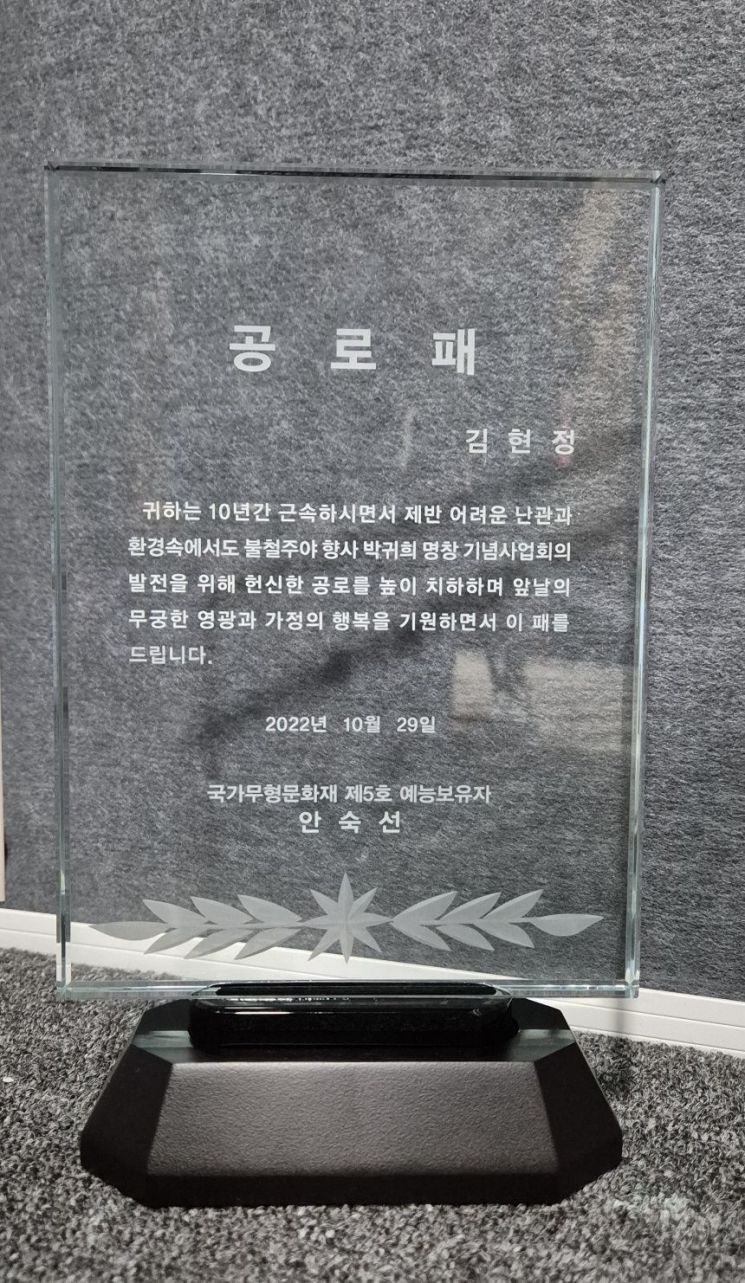 공 로 패
김 현 정
귀하는 10년간 근속하시면서 제반 어려운 난관과
환경속에서도 불철주야 향사 박귀희 명창 기념사업회의
발전을 위해 헌신한 공로를 높이 치하하며 앞날의
무궁한 영광과 가정의 행복을 기원하면서 이 패를
드립니다.
2022년 10월 29일
국가무형문화재 제5호 예능보유자
안 숙 선